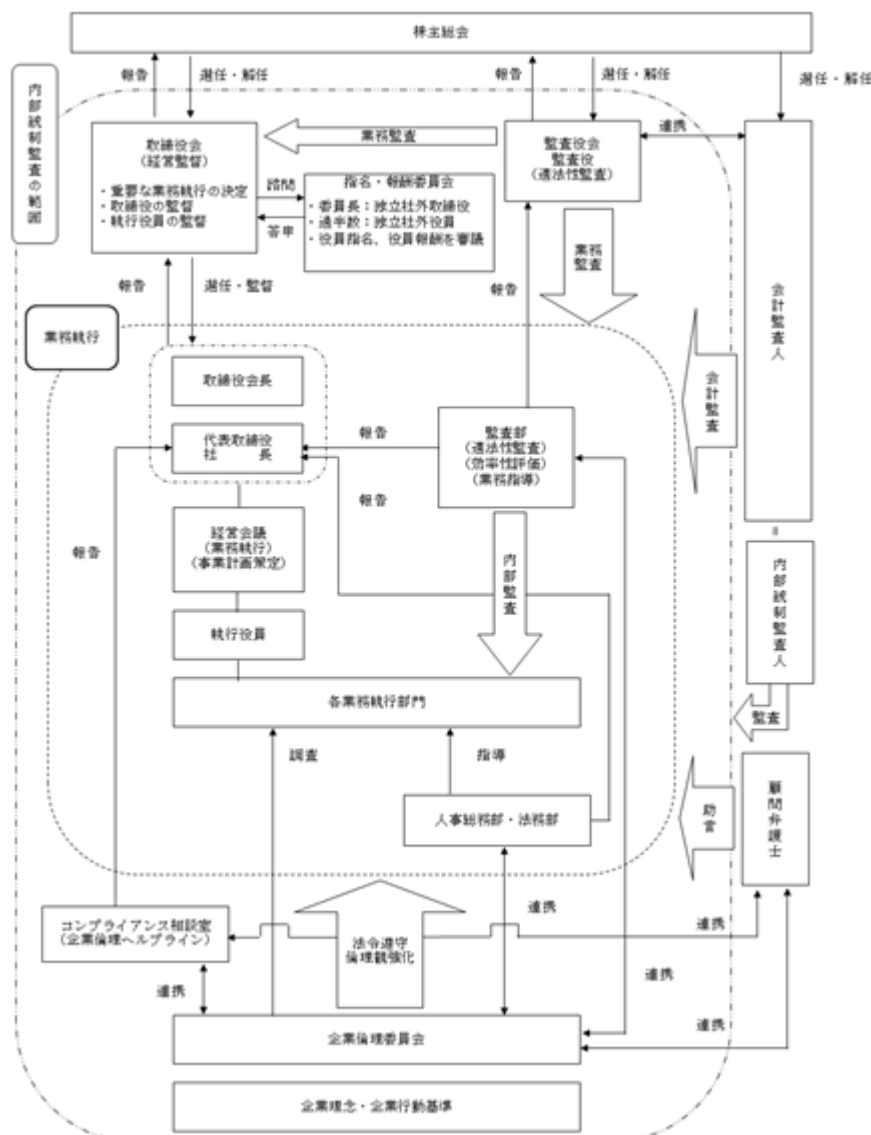 株主総会
報告
選任・解任
報告
選任・解任
選任・解任
内部統制監査の範囲
取締役会
(経営監督)
・重要な業務執行の決定
・取締役の監督
・執行役員の監督
業務監査
監査役会
監査役
(適法性監査)
連携
諮問
答申
指名・報酬委員会
・委員長：独立社外取締役
・過半数：独立社外役員
・役員指名、役員報酬を審議
業務監査
報告
選任・監督
報告
会計監査人
業務執行
取締役会長
代表取締役
社　長
報告
監査部
(適法性監査)
(効率性評価)
(業務指導)
会計監査
報告
報告
経営会議
(業務執行)
(事業計画策定)
内部監査
＝
内部統制監査人
執行役員
各業務執行部門
監査
調査
指導
人事総務部・法務部
助言
顧問弁護士
コンプライアンス相談室
(企業倫理ヘルプライン)
法令遵守
倫理観強化
連携
連携
連携
連携
連携
企業倫理委員会
企業理念・企業行動基準